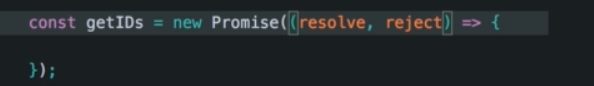 const getIDs = new Promise((resolve, reject) => {
});